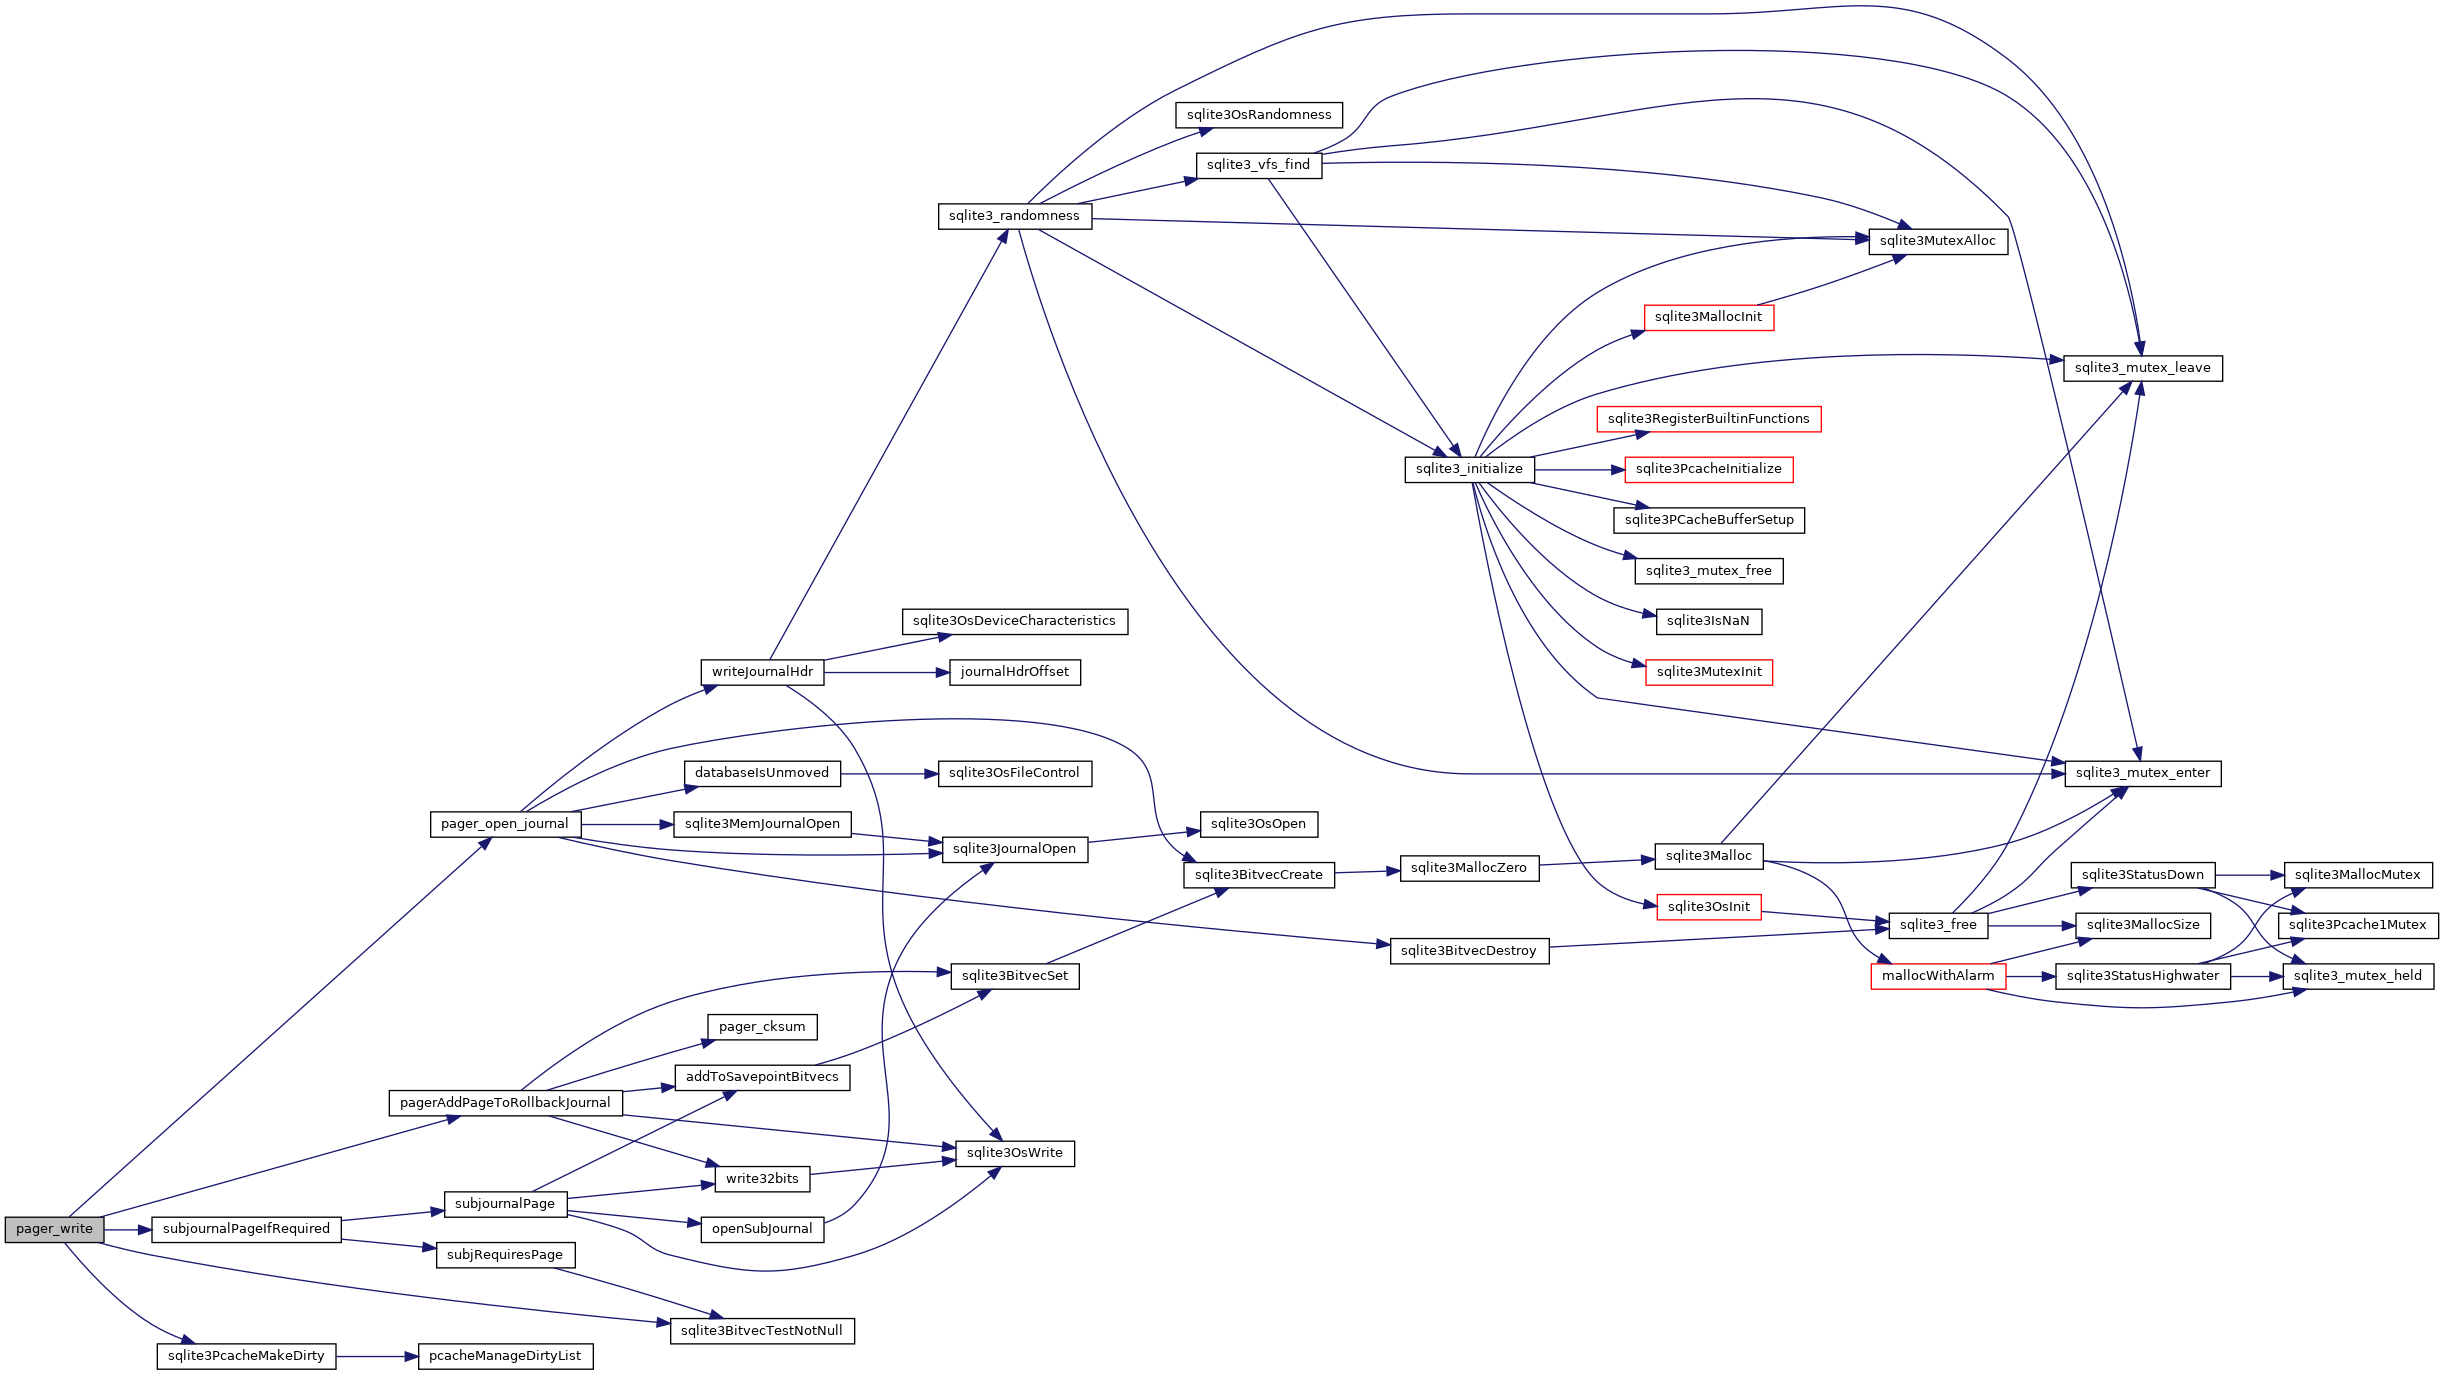 pager_write
subjournalPageIfRequired
sqlite3PcacheMakeDirty
pager_open_journal
pagerAddPageToRollbackJournal
subjournalPage
subjRequiresPage
pcacheManageDirtyList
writeJournalHdr
databaseIsUnmoved
sqlite3MemJournalOpen
pager_cksum
addToSavepointBitvecs
write32bits
openSubJournal
sqlite3BitvecTestNotNull
sqlite3_randomness
sqlite3OsDeviceCharacteristics
journalHdrOffset
sqlite3OsFileControl
sqlite3JournalOpen
sqlite3BitvecSet
sqlite3OsWrite
sqlite3OsRandomness
sqlite3_vfs_find
sqlite3OsOpen
sqlite3BitvecCreate
sqlite3_initialize
sqlite3MallocZero
sqlite3BitvecDestroy
sqlite3MallocInit
sqlite3RegisterBuiltinFunctions
sqlite3PcacheInitialize
sqlite3PCacheBufferSetup
sqlite3_mutex_free
sqlite3IsNaN
sqlite3MutexInit
sqlite3Malloc
sqlite3OsInit
sqlite3MutexAlloc
sqlite3_free
mallocWithAlarm
sqlite3_mutex_leave
sqlite3_mutex_enter
sqlite3StatusDown
sqlite3MallocSize
sqlite3StatusHighwater
sqlite3MallocMutex
sqlite3Pcache1Mutex
sqlite3_mutex_held